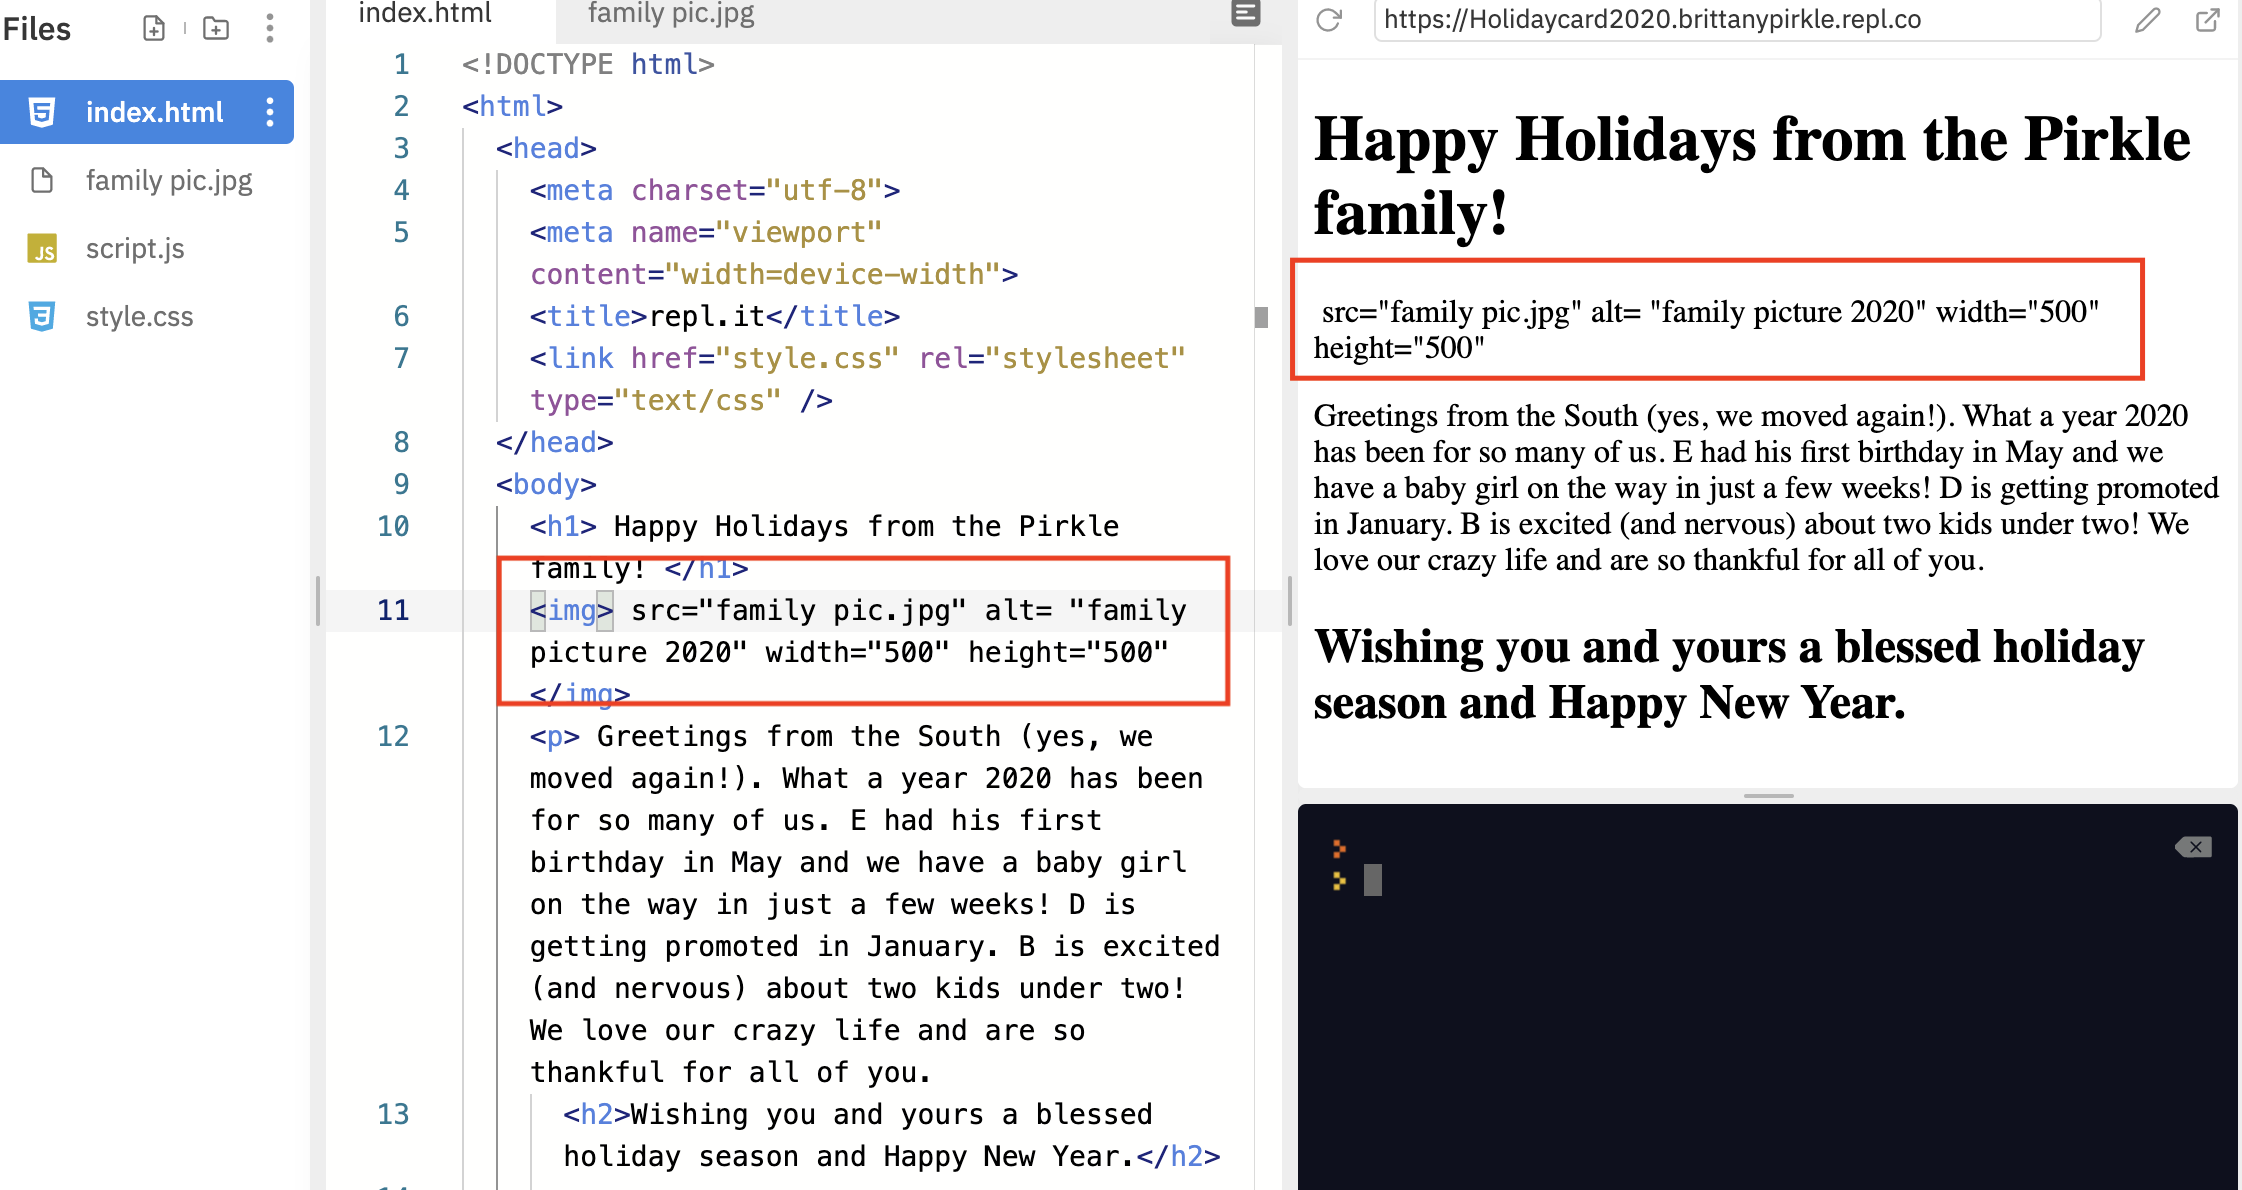 Files
index.html
family pic.jpg
script.js
style.css
index.html
family pic.jpg
1 <!DOCTYPE html>
2 <html>
3 <head>
4 <meta charset="utf-8">
5 <meta name="viewport"
content="width=device-width">
6 <title>repl.it</title>
7 <link href="style.css" rel="stylesheet"
type="text/css" />
8 </head>
9 <body>
10 <h1> Happy Holidays from the Pirkle
family! </h1>
11 <img> src="family pic.jpg" alt= "family
picture 2020" width="500" height="500"
</img>
12 <p> Greetings from the South (yes, we
moved again!). What a year 2020 has been
for so many of us. E had his first
birthday in May and we have a baby girl
on the way in just a few weeks! D is
getting promoted in January. B is excited
(and nervous) about two kids under two!
We love our crazy life and are so
thankful for all of you.
13 <h2>Wishing you and yours a blessed
holiday season and Happy New Year.</h2>
14
https://Holidaycard2020.brittanypirkle.repl.co
Happy Holidays from the Pirkle
family!
src="family pic.jpg" alt= "family picture 2020" width="500"
height="500"
Greetings from the South (yes, we moved again!). What a year 2020
has been for so many of us. E had his first birthday in May and we
have a baby girl on the way in just a few weeks! D is getting promoted
in January. B is excited (and nervous) about two kids under two! We
love our crazy life and are so thankful for all of you.
Wishing you and yours a blessed holiday
season and Happy New Year.